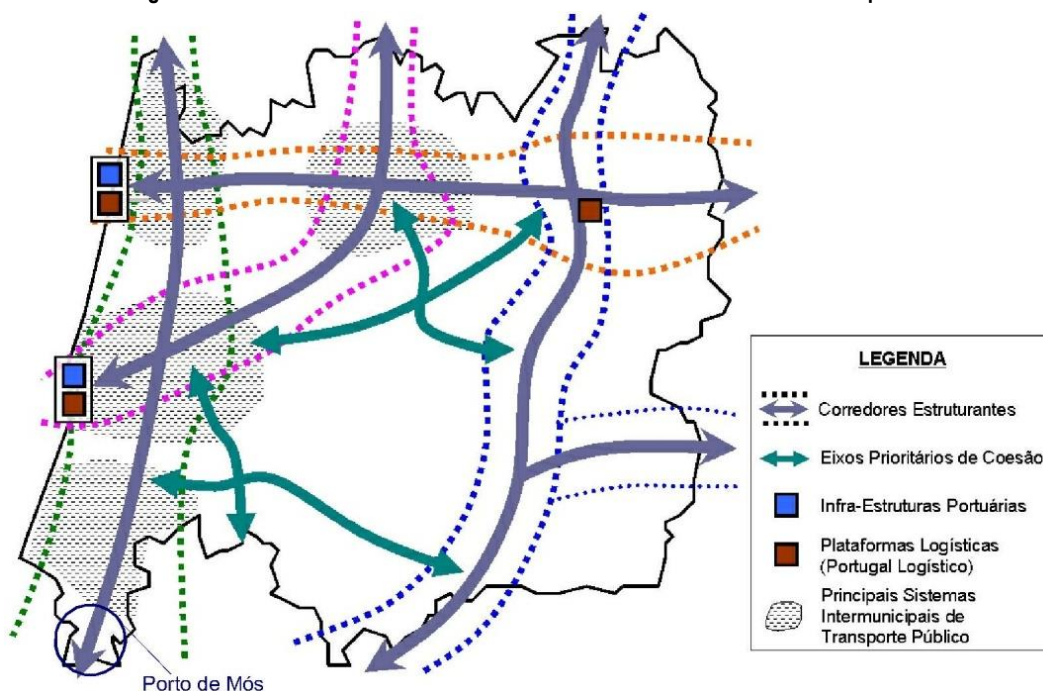 LEGENDA
Corredores Estruturantes
Eixos Prioritários de Coesão
Infra-Estruturas Portuárias
Plataformas Logísticas
(Portugal Logístico)
Principais Sistemas
Intermunicipais de
Transporte Público
Porto de Mós